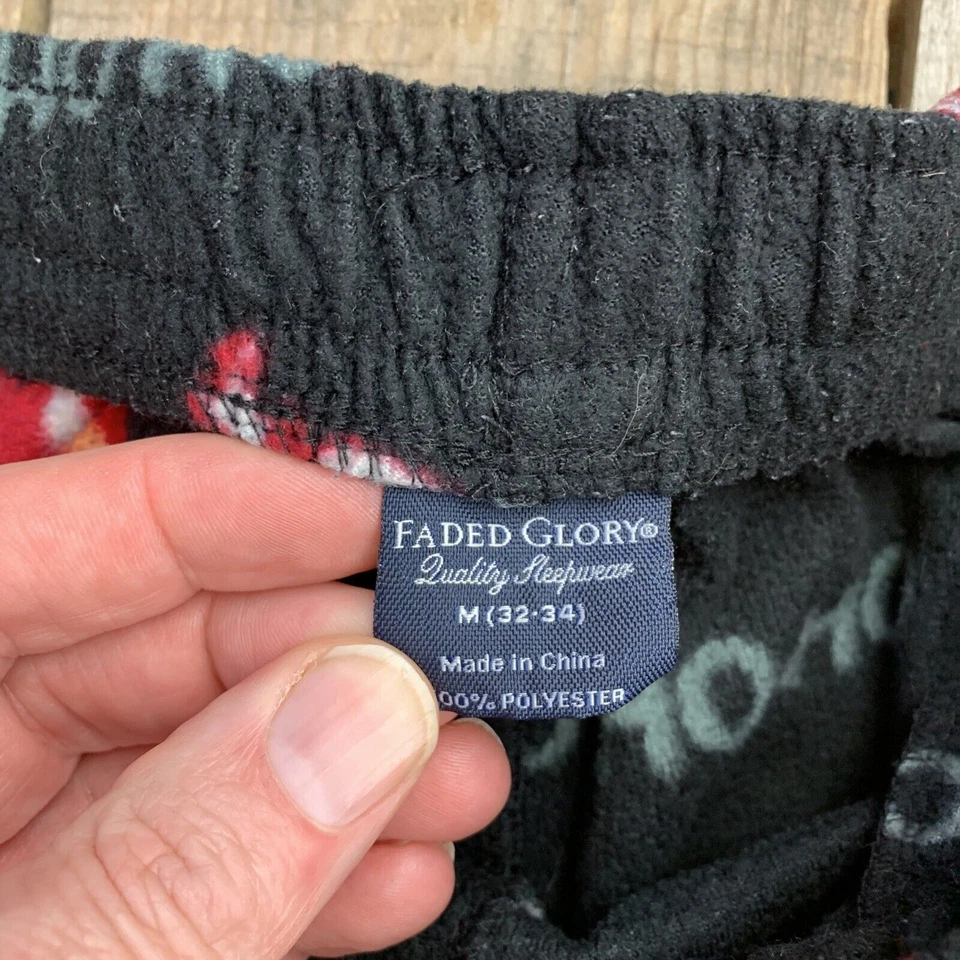 FADED GLORY®
Quality Sleepwear
M (32-34)
Made in China
00% POLYESTER